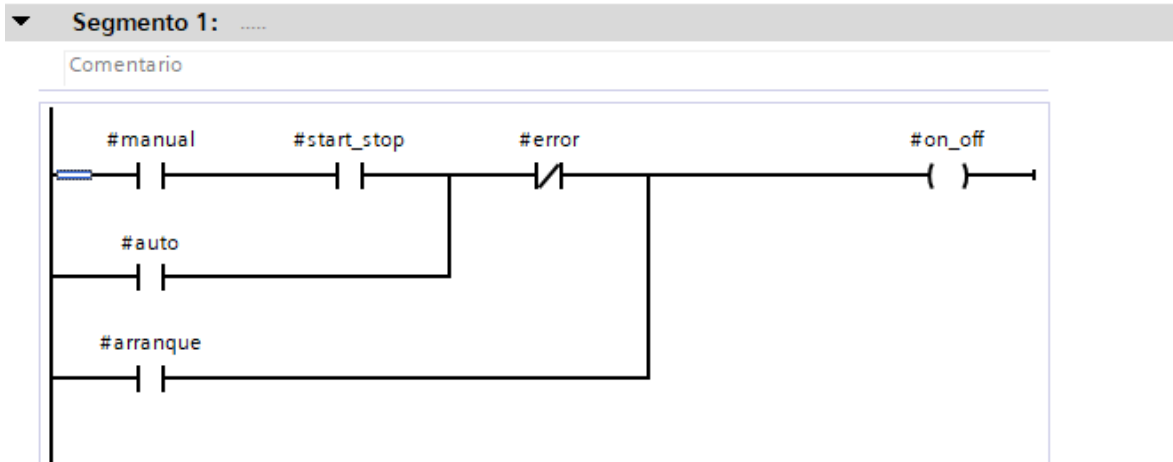 Segmento 1: .....
Comentario
#manual #start_stop #error #on_off
#auto
#arranque